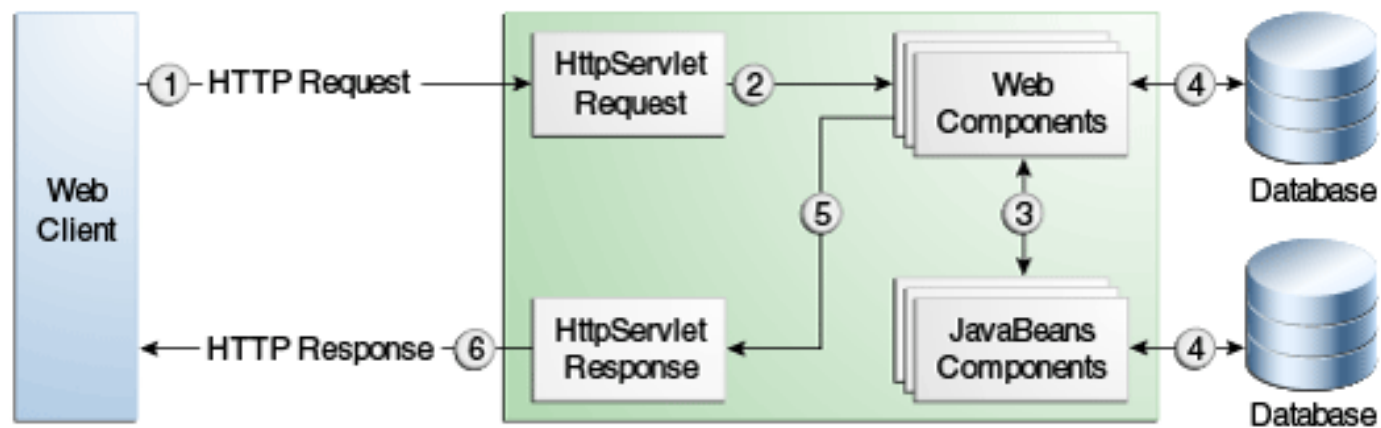 Web
Client
1
HTTP Request
HttpServlet
Request
2
Web
Components
4
Database
5
3
HTTP Response
6
HttpServlet
Response
JavaBeans
Components
4
Database